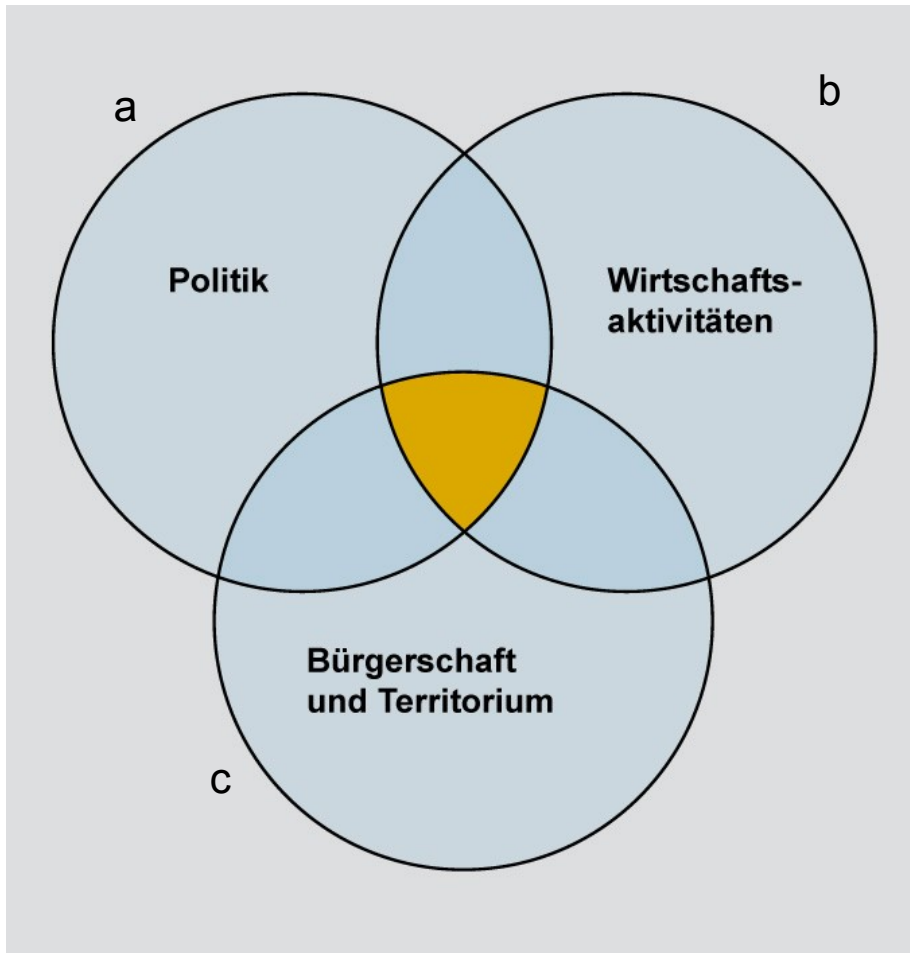 a
b
Politik
Wirtschafts-
aktivitäten
Bürgerschaft
und Territorium
c